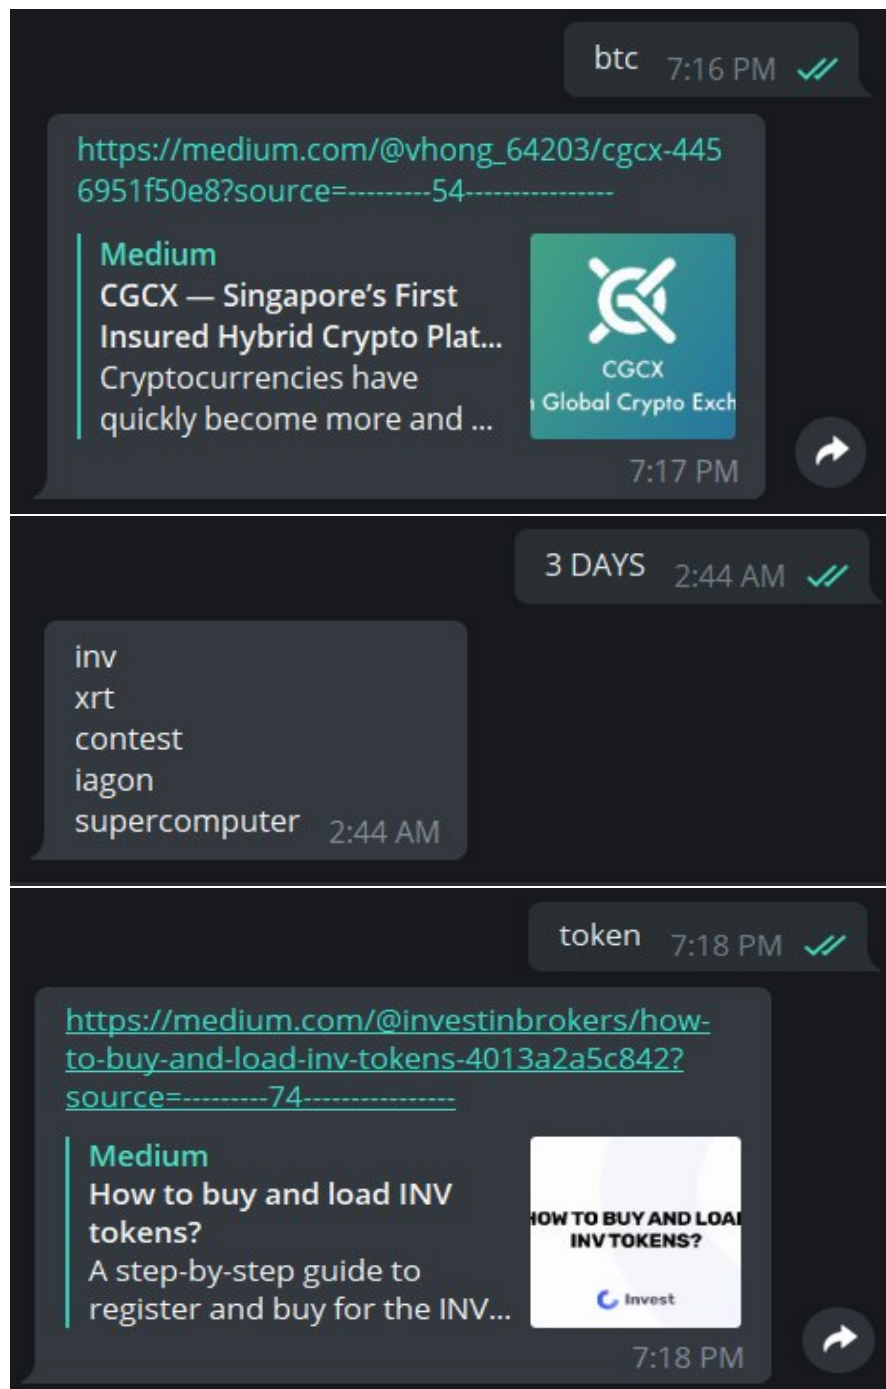 btc 7:16 PM
https://medium.com/@vhong_64203/cgcx-445
6951f50e8?source=---------54----------------
Medium
CGCX — Singapore's First
Insured Hybrid Crypto Plat...
Cryptocurrencies have
quickly become more and ...
CGCX
Global Crypto Exch
7:17 PM
3 DAYS 2:44 AM
inv
xrt
contest
iagon
supercomputer 2:44 AM
token 7:18 PM
https://medium.com/@investinbrokers/how-
to-buy-and-load-inv-tokens-4013a2a5c842?
source=---------74----------------
Medium
How to buy and load INV
tokens?
A step-by-step guide to
register and buy for the INV...
HOW TO BUY AND LOAD
INV TOKENS?
Invest
7:18 PM